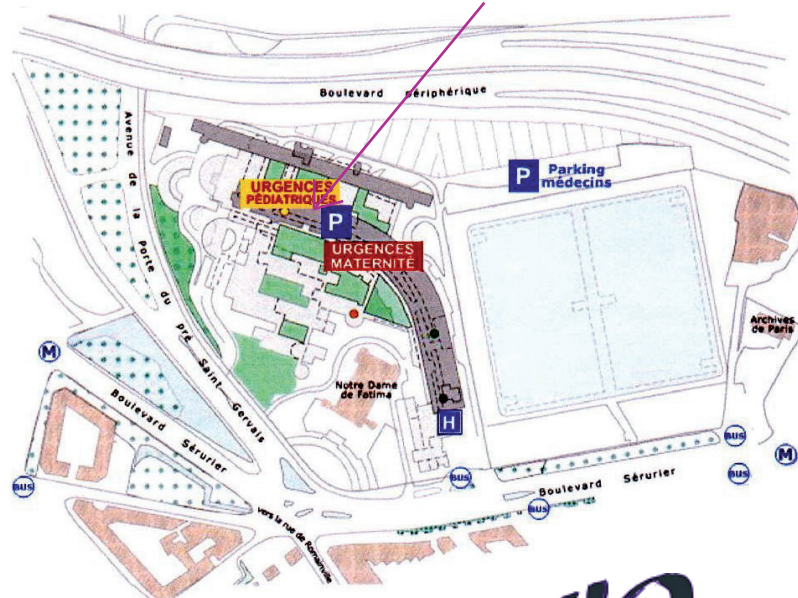 Boulevard Périphérique
Avenue de la Porte du pré Saint Gervais
P
Parking
médecins
URGENCES
PÉDIATRIQUES
P
URGENCES
MATERNITÉ
Archives
de Paris
M
Notre Dame
de Fatima
Boulevard Sérurier
H
BUS
M
BUS
BUS
BUS
Boulevard Sérurier
BUS
vers la rue de Romainville